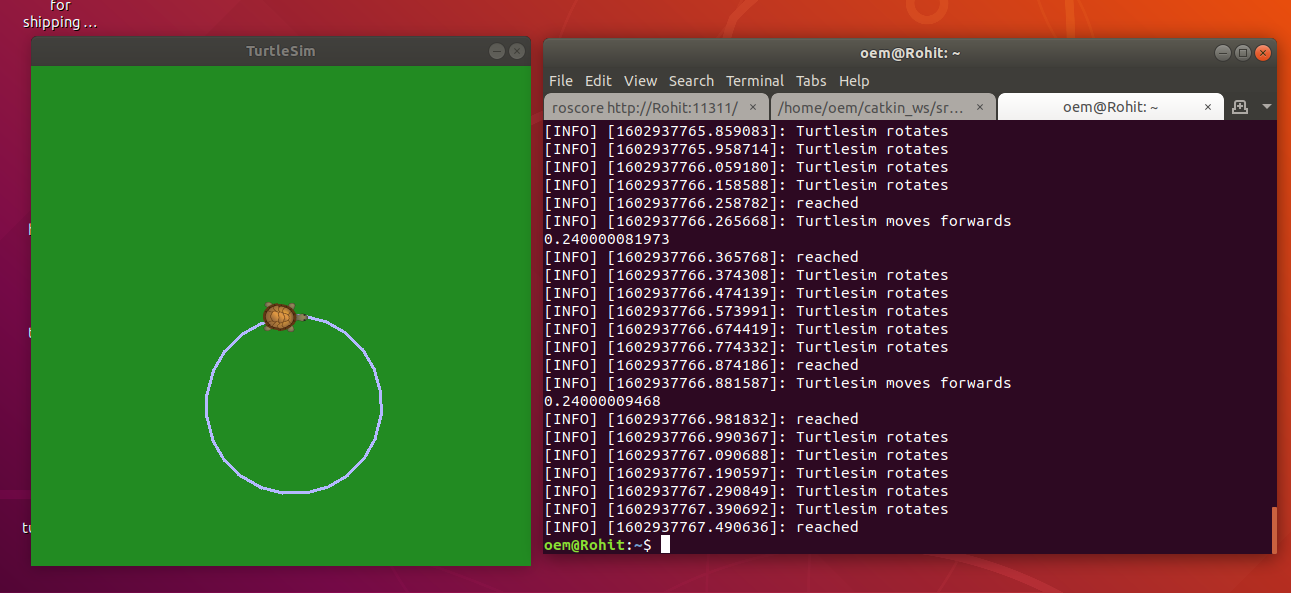 for
shipping ...
TurtleSim
oem@Rohit: ~
File Edit View Search Terminal Tabs Help
roscore http://Rohit:11311/ × /home/oem/catkin_ws/sr... × oem@Rohit: ~ ×
[INFO] [1602937765.859083]: Turtlesim rotates
[INFO] [1602937765.958714]: Turtlesim rotates
[INFO] [1602937766.059180]: Turtlesim rotates
[INFO] [1602937766.158588]: Turtlesim rotates
[INFO] [1602937766.258782]: reached
[INFO] [1602937766.265668]: Turtlesim moves forwards
0.240000081973
[INFO] [1602937766.365768]: reached
[INFO] [1602937766.374308]: Turtlesim rotates
[INFO] [1602937766.474139]: Turtlesim rotates
[INFO] [1602937766.573991]: Turtlesim rotates
[INFO] [1602937766.674419]: Turtlesim rotates
[INFO] [1602937766.774332]: Turtlesim rotates
[INFO] [1602937766.874186]: reached
[INFO] [1602937766.881587]: Turtlesim moves forwards
0.24000009468
[INFO] [1602937766.981832]: reached
[INFO] [1602937766.990367]: Turtlesim rotates
[INFO] [1602937767.090688]: Turtlesim rotates
[INFO] [1602937767.190597]: Turtlesim rotates
[INFO] [1602937767.290849]: Turtlesim rotates
[INFO] [1602937767.390692]: Turtlesim rotates
[INFO] [1602937767.490636]: reached
oem@Rohit:~$